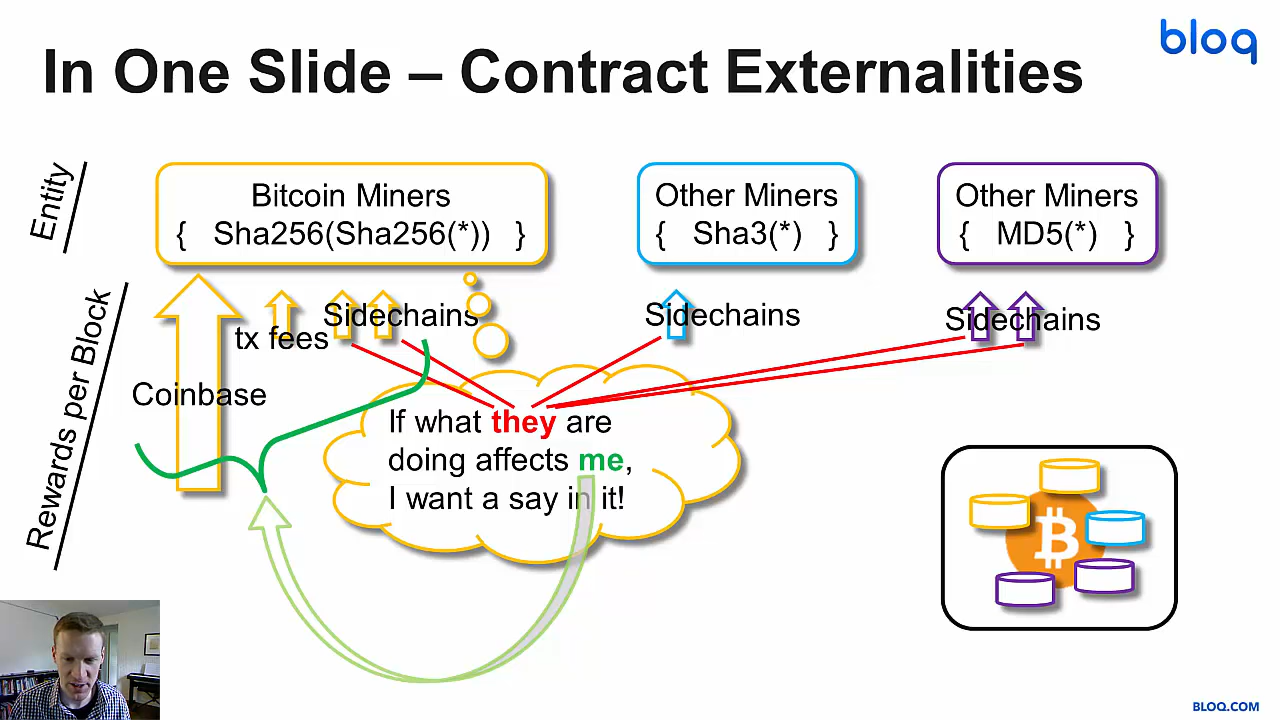 bloq
In One Slide – Contract Externalities
Entity
Bitcoin Miners
{ Sha256(Sha256(*)) }
Other Miners
{ Sha3(*) }
Other Miners
{ MD5(*) }
Rewards per Block
Coinbase
tx fees
Sidechains
Sidechains
Sidechains
If what they are
doing affects me,
I want a say in it!
BLOQ.COM